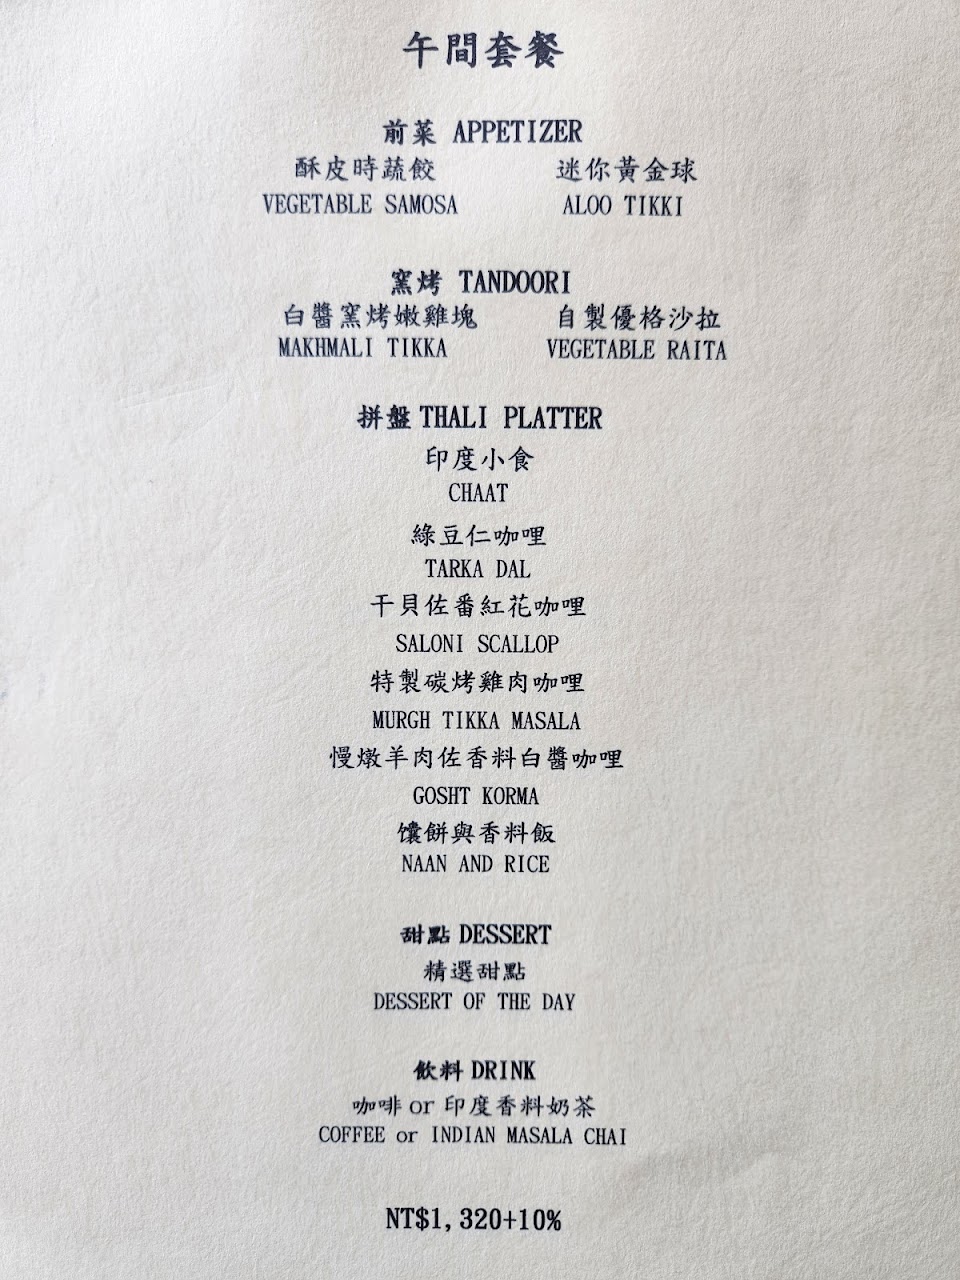 午間套餐
前菜 APPETIZER
酥皮時蔬餃 迷你黃金球
VEGETABLE SAMOSA ALOO TIKKI
窯烤 TANDOORI
白醬窯烤嫩雞塊 自製優格沙拉
MAKHMALI TIKKA VEGETABLE RAITA
拼盤 THALI PLATTER
印度小食
CHAAT
綠豆仁咖哩
TARKA DAL
干貝佐番紅花咖哩
SALONI SCALLOP
特製碳烤雞肉咖哩
MURGH TIKKA MASALA
慢燉羊肉佐香料白醬咖哩
GOSHT KORMA
饢餅與香料飯
NAAN AND RICE
甜點 DESSERT
精選甜點
DESSERT OF THE DAY
飲料 DRINK
咖啡 or 印度香料奶茶
COFFEE or INDIAN MASALA CHAI
NT$1,320+10%